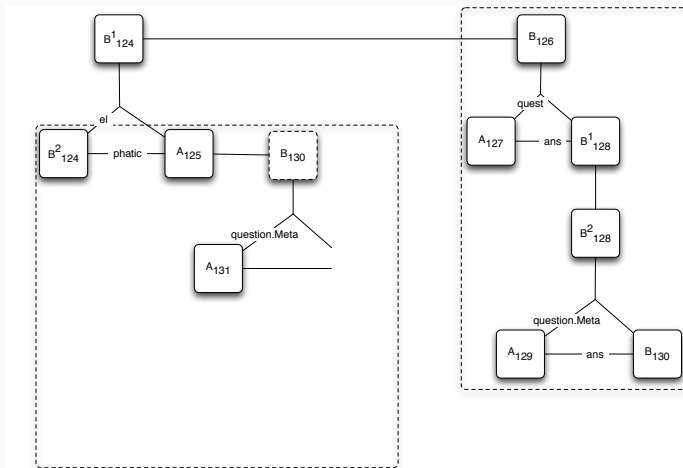 B¹₁₂₄
B₁₂₆
quest
el
A₁₂₇
ans
B¹₁₂₈
B²₁₂₄
phatic
A₁₂₅
B₁₃₀
B²₁₂₈
question.Meta
A₁₃₁
question.Meta
A₁₂₉
ans
B₁₃₀